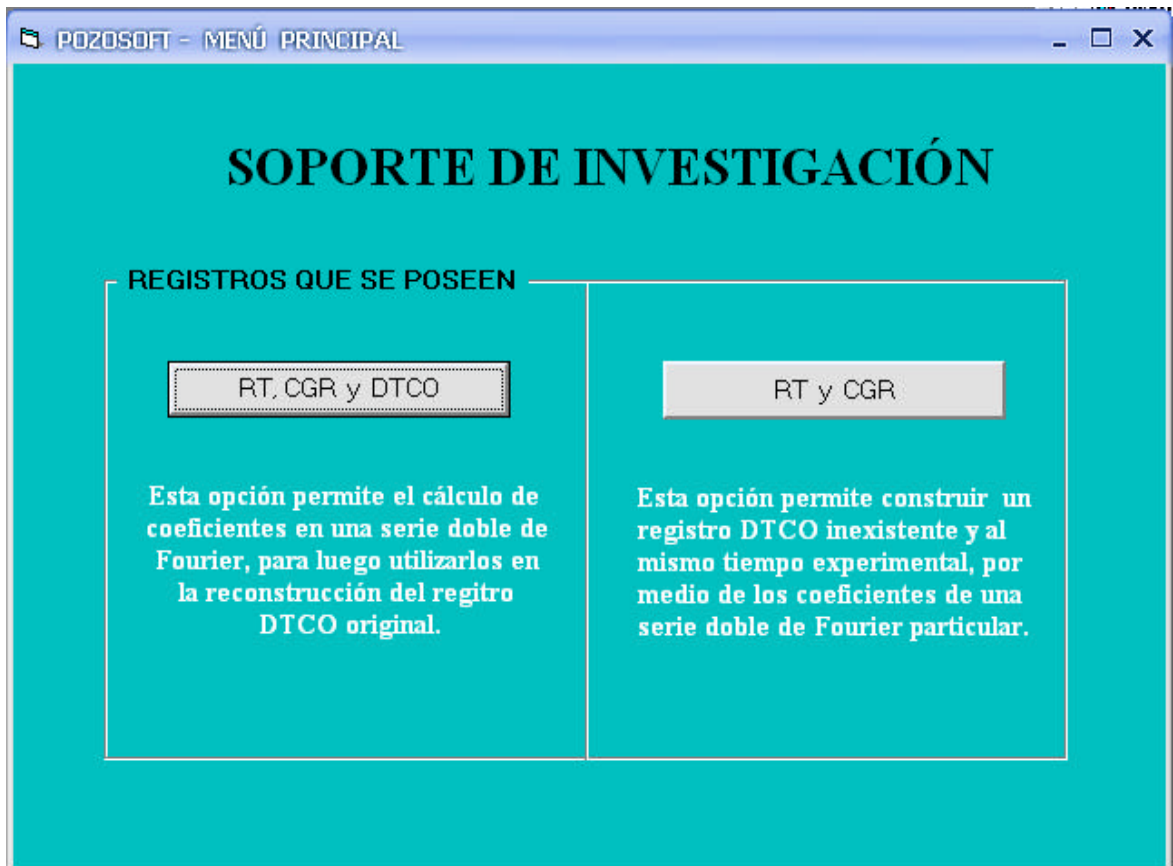 POZOSOFT - MENÚ PRINCIPAL
SOPORTE DE INVESTIGACIÓN
REGISTROS QUE SE POSEEN
RT, CGR y DTCO
Esta opción permite el cálculo de
coeficientes en una serie doble de
Fourier, para luego utilizarlos en
la reconstrucción del regitro
DTCO original.
RT y CGR
Esta opción permite construir un
registro DTCO inexistente y al
mismo tiempo experimental, por
medio de los coeficientes de una
serie doble de Fourier particular.